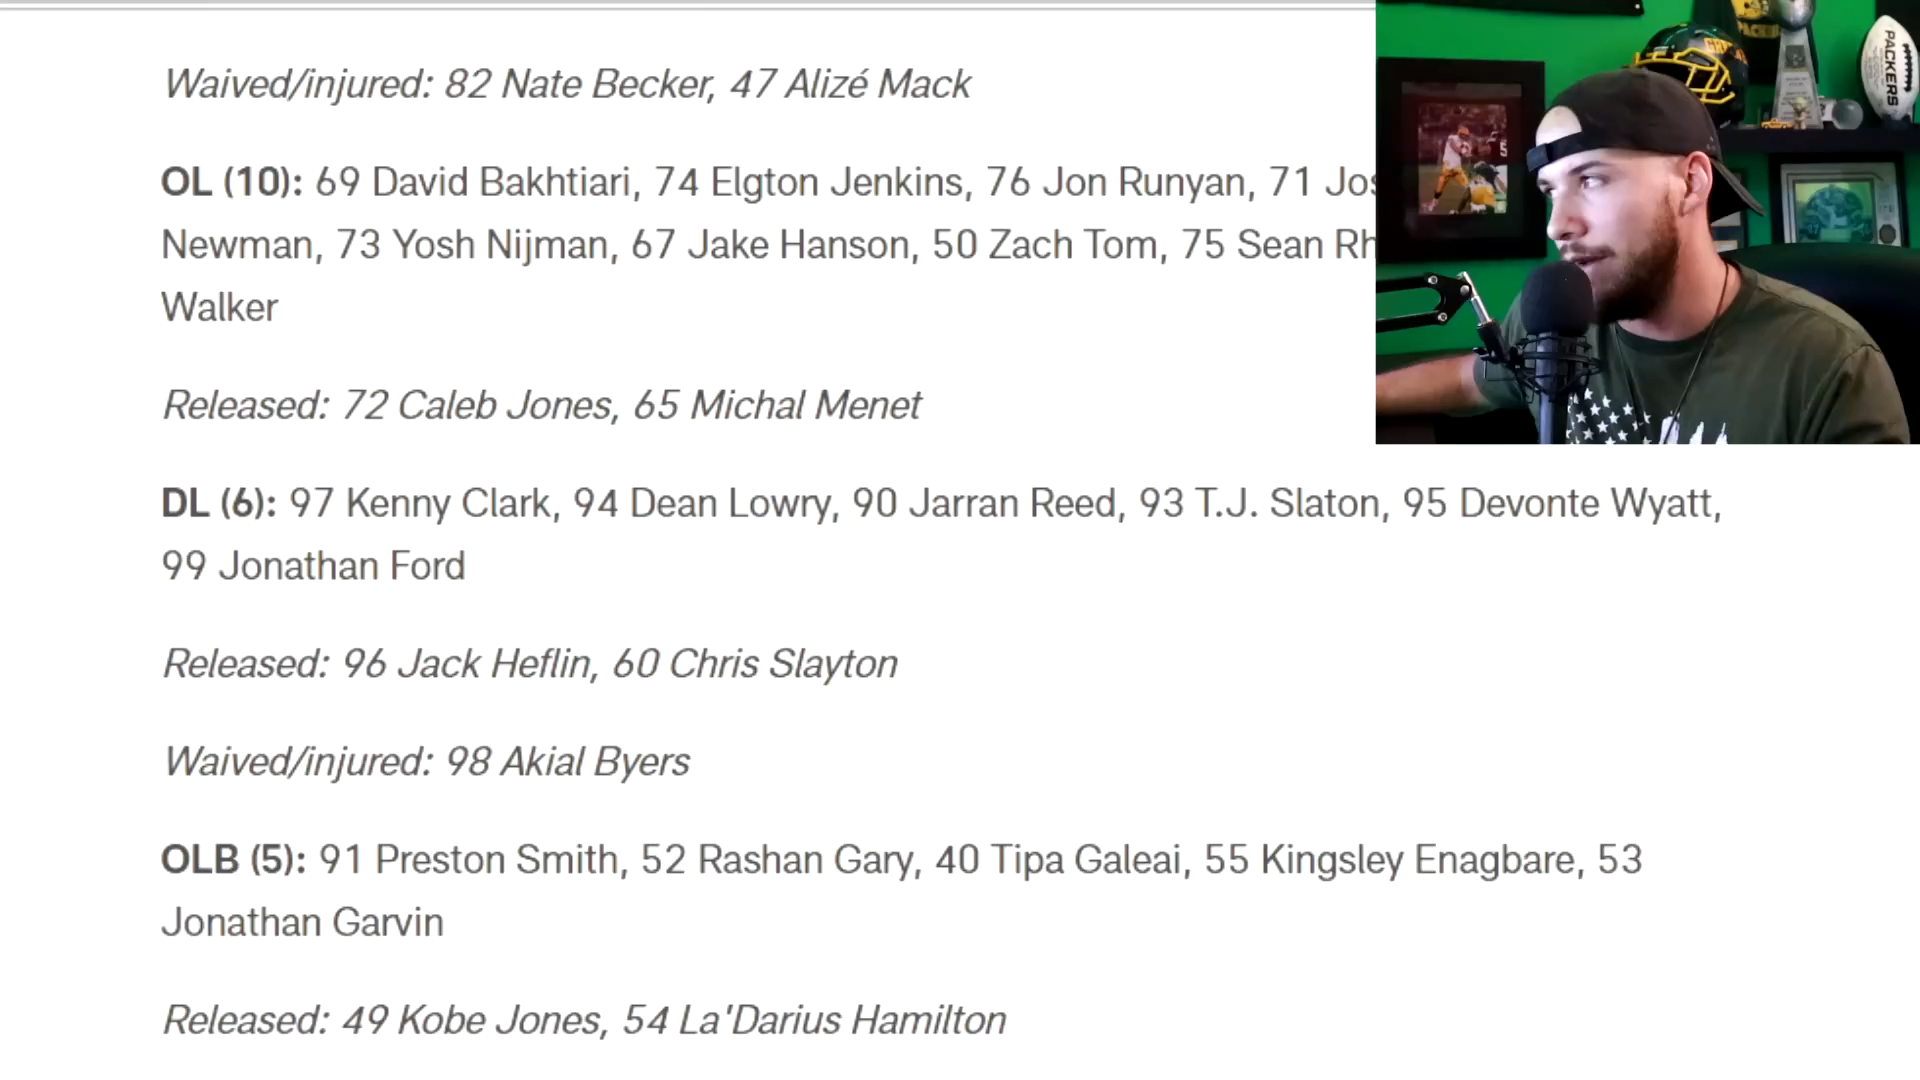 Waived/injured: 82 Nate Becker, 47 Alizé Mack
OL (10): 69 David Bakhtiari, 74 Elgton Jenkins, 76 Jon Runyan, 71 Jos
Newman, 73 Yosh Nijman, 67 Jake Hanson, 50 Zach Tom, 75 Sean Rh
Walker
Released: 72 Caleb Jones, 65 Michal Menet
DL (6): 97 Kenny Clark, 94 Dean Lowry, 90 Jarran Reed, 93 T.J. Slaton, 95 Devonte Wyatt,
99 Jonathan Ford
Released: 96 Jack Heflin, 60 Chris Slayton
Waived/injured: 98 Akial Byers
OLB (5): 91 Preston Smith, 52 Rashan Gary, 40 Tipa Galeai, 55 Kingsley Enagbare, 53
Jonathan Garvin
Released: 49 Kobe Jones, 54 La'Darius Hamilton
PACKERS